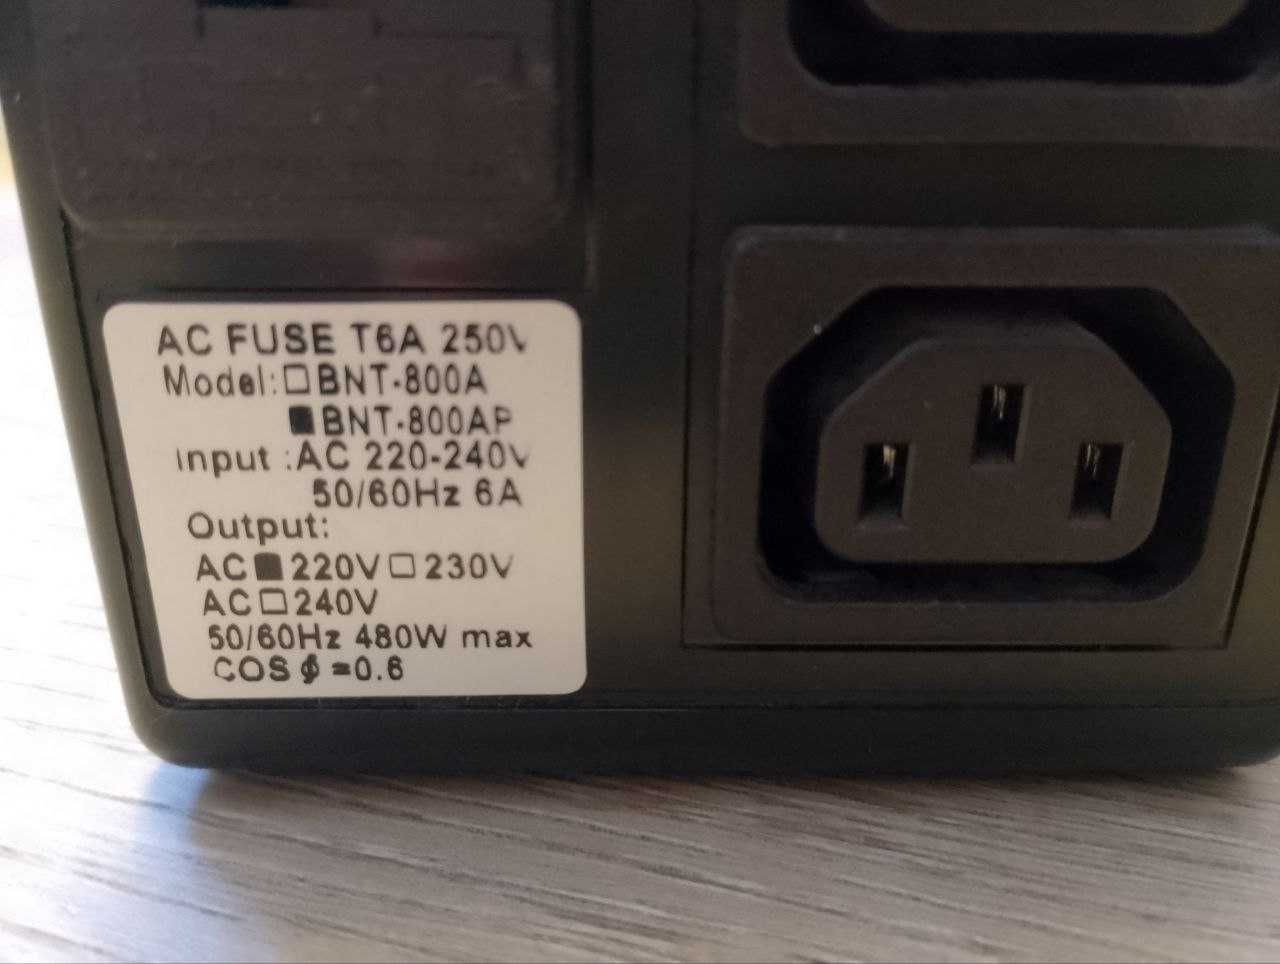 AC FUSE T6A 250V
Model:☐BNT-800A
■BNT-800AP
Input :AC 220-240V
50/60Hz 6A
Output:
AC■220V☐230V
AC☐240V
50/60Hz 480W max
COS ϕ =0.6